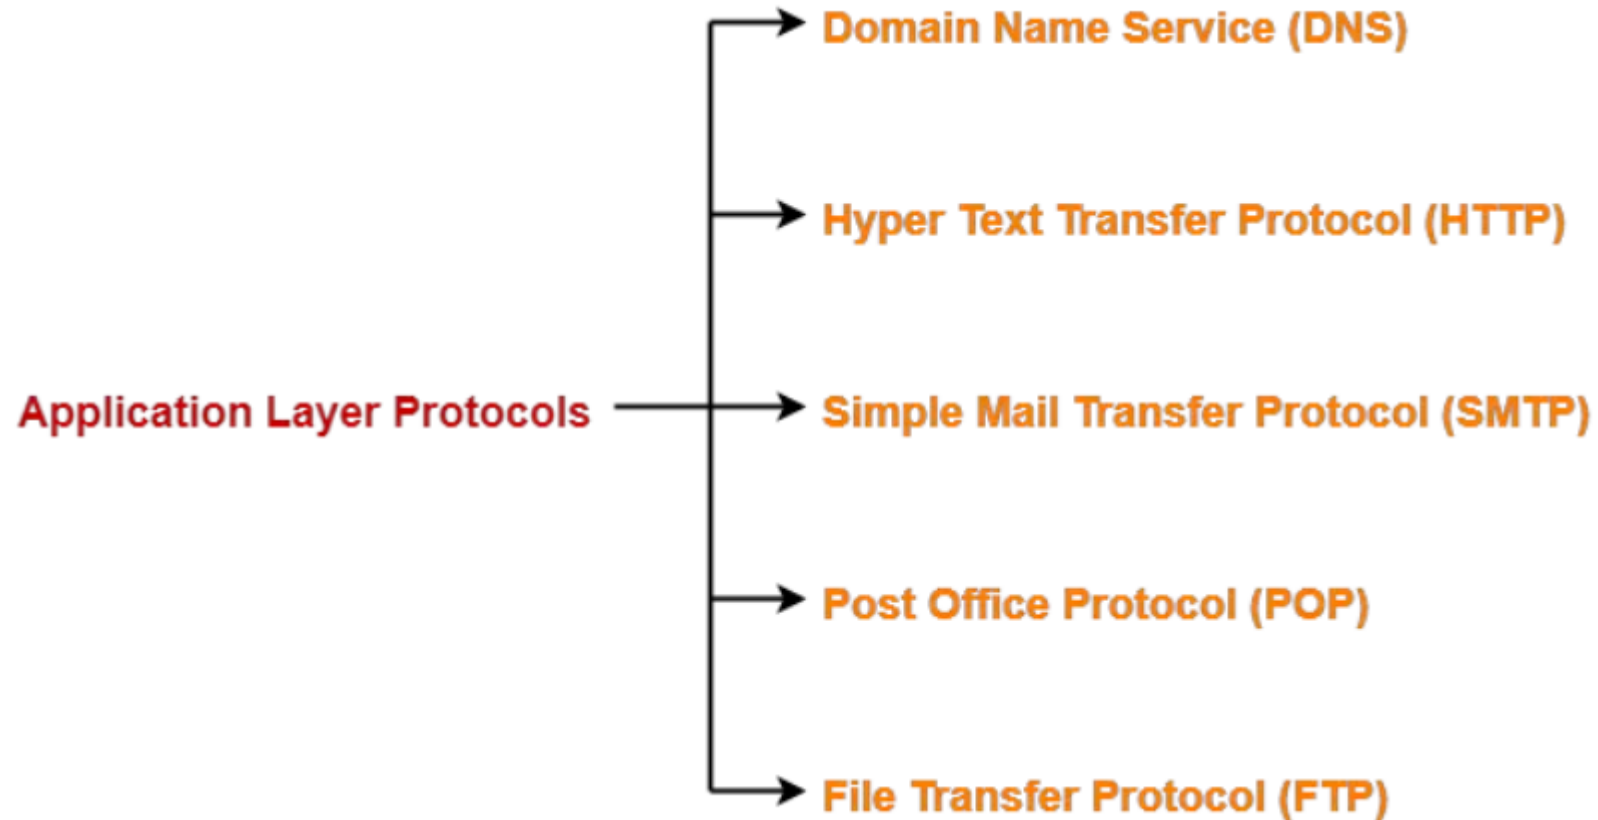 Domain Name Service (DNS)
Hyper Text Transfer Protocol (HTTP)
Application Layer Protocols
Simple Mail Transfer Protocol (SMTP)
Post Office Protocol (POP)
File Transfer Protocol (FTP)